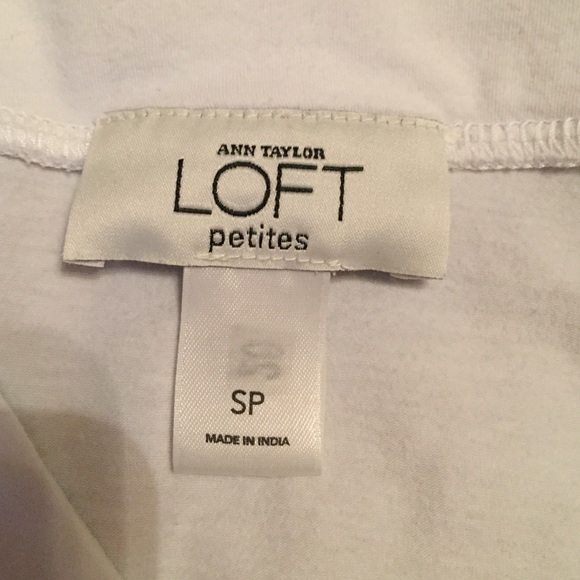 ANN TAYLOR
LOFT
petites
SP
MADE IN INDIA